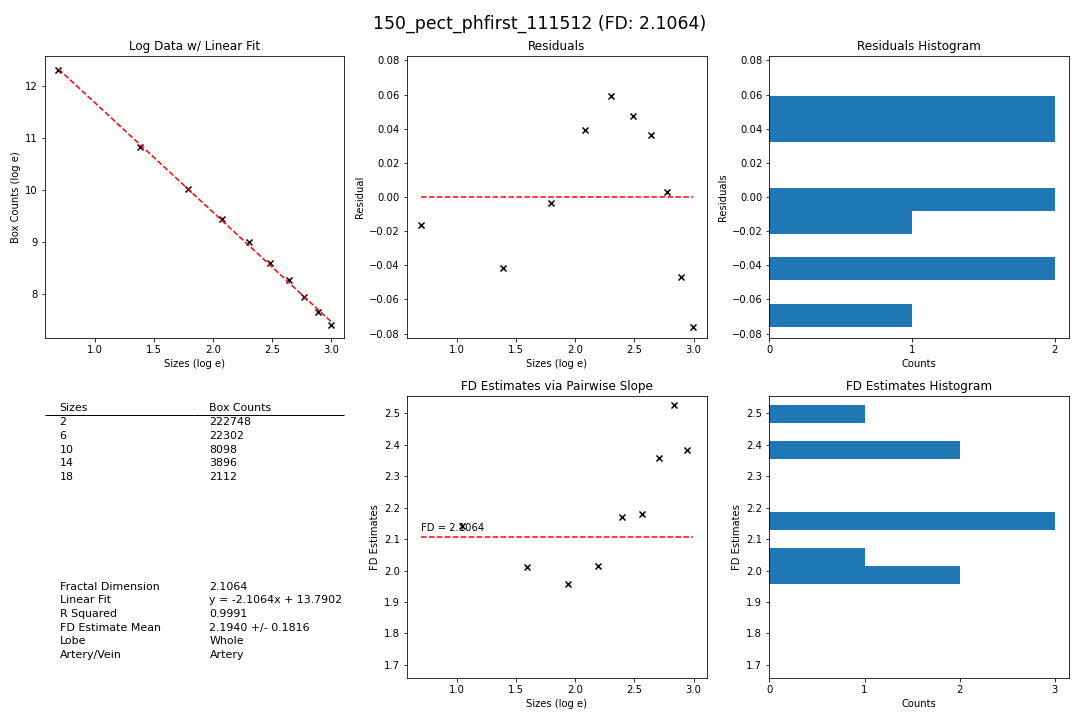 150_pect_phfirst_111512 (FD: 2.1064)
Log Data w/ Linear Fit
Box Counts (log e)
12
11
10
9
8
1.0 1.5 2.0 2.5 3.0
Sizes (log e)
Residuals
Residual
0.08
0.06
0.04
0.02
0.00
−0.02
−0.04
−0.06
−0.08
1.0 1.5 2.0 2.5 3.0
Sizes (log e)
Residuals Histogram
Residuals
0.08
0.06
0.04
0.02
0.00
−0.02
−0.04
−0.06
−0.08
0 1 2
Counts
Sizes Box Counts
2 222748
6 22302
10 8098
14 3896
18 2112
Fractal Dimension 2.1064
Linear Fit y = -2.1064x + 13.7902
R Squared 0.9991
FD Estimate Mean 2.1940 +/- 0.1816
Lobe Whole
Artery/Vein Artery
FD Estimates via Pairwise Slope
FD Estimates
2.5
2.4
2.3
2.2
2.1
2.0
1.9
1.8
1.7
FD = 2.1064
1.0 1.5 2.0 2.5 3.0
Sizes (log e)
FD Estimates Histogram
FD Estimates
2.5
2.4
2.3
2.2
2.1
2.0
1.9
1.8
1.7
0 1 2 3
Counts